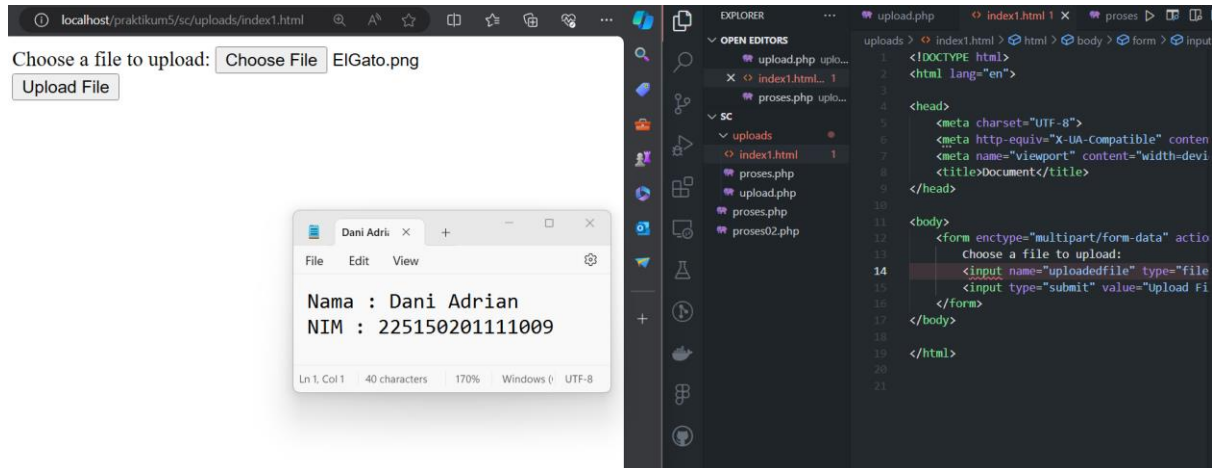 localhost/praktikum5/sc/uploads/index1.html
Choose a file to upload: Choose File ElGato.png
Upload File
Dani Adri
File Edit View
Nama : Dani Adrian
NIM : 225150201111009
Ln 1, Col 1 40 characters 170% Windows ( UTF-8
EXPLORER
OPEN EDITORS
upload.php uplo...
index1.html... 1
proses.php uplo...
SC
uploads
index1.html 1
proses.php
upload.php
proses.php
proses02.php
upload.php index1.html 1 proses
uploads > index1.html > html > body > form > input
1 <!DOCTYPE html>
2 <html lang="en">
3
4 <head>
5 <meta charset="UTF-8">
6 <meta http-equiv="X-UA-Compatible" conten
7 <meta name="viewport" content="width=devi
8 <title>Document</title>
9 </head>
10
11 <body>
12 <form enctype="multipart/form-data" actio
13 Choose a file to upload:
14 <input name="uploadedfile" type="file
15 <input type="submit" value="Upload Fi
16 </form>
17 </body>
18
19 </html>
20
21